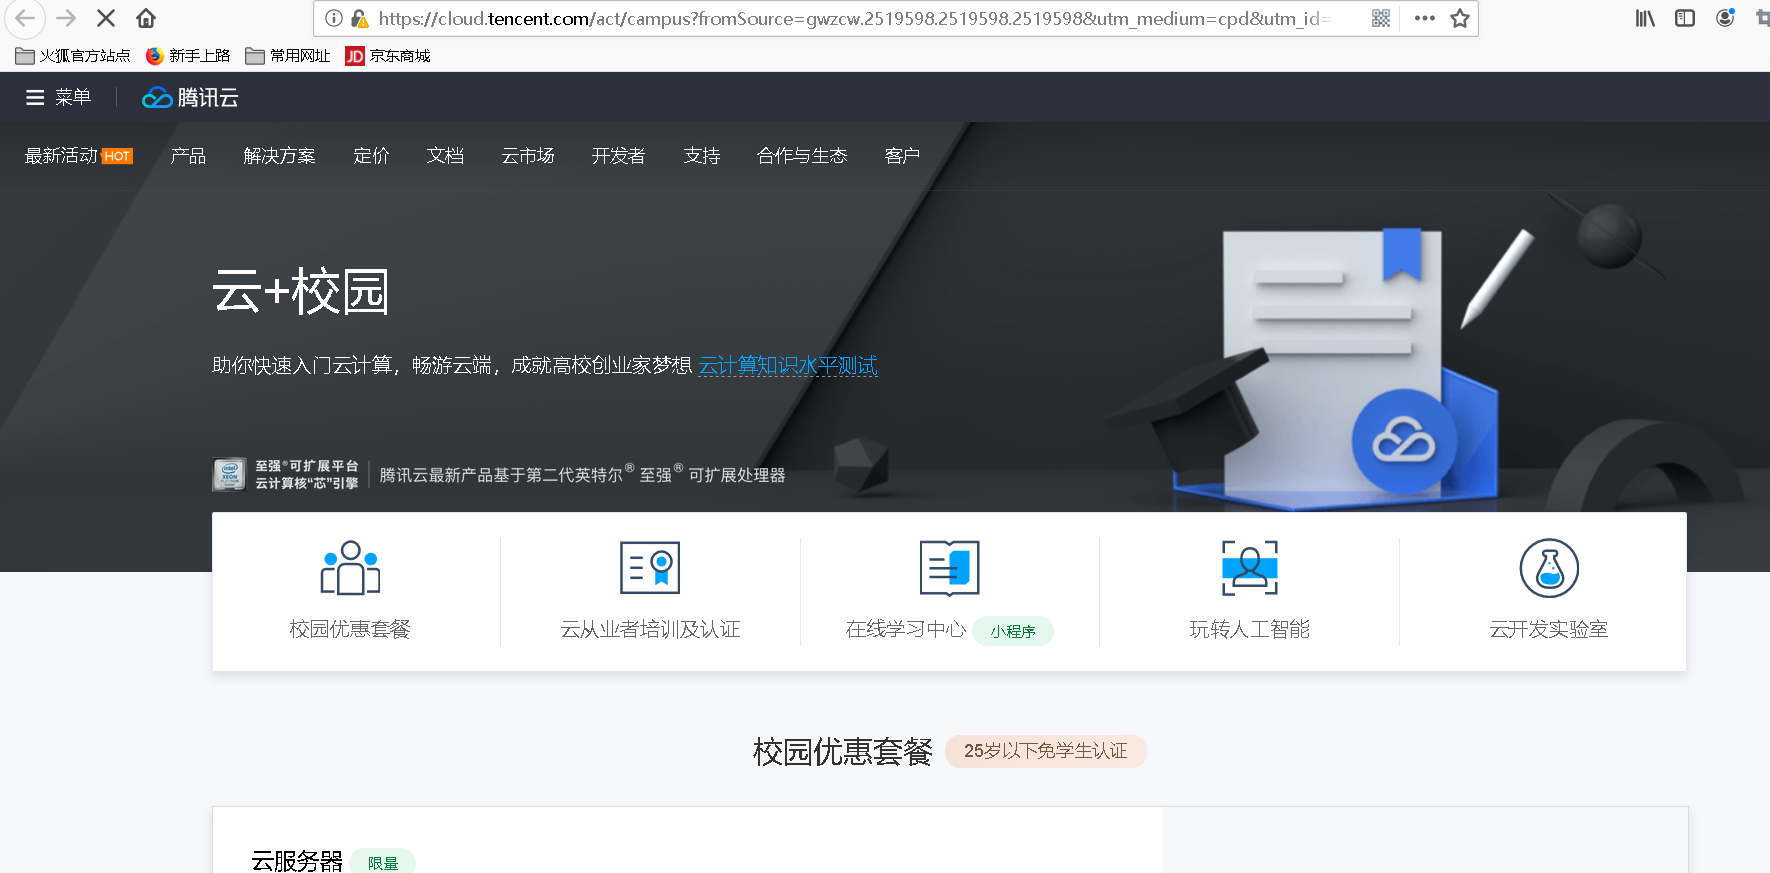 https://cloud.tencent.com/act/campus?fromSource=gwzcw.2519598.2519598.2519598&utm_medium=cpd&utm_id=
火狐官方站点 新手上路 常用网址 JD 京东商城
菜单 腾讯云
最新活动 HOT 产品 解决方案 定价 文档 云市场 开发者 支持 合作与生态 客户
云+校园
助你快速入门云计算，畅游云端，成就高校创业家梦想 云计算知识水平测试
至强®可扩展平台
云计算核“芯”引擎
腾讯云最新产品基于第二代英特尔® 至强® 可扩展处理器
校园优惠套餐 云从业者培训及认证 在线学习中心 小程序 玩转人工智能 云开发实验室
校园优惠套餐 25岁以下免学生认证
云服务器 限量